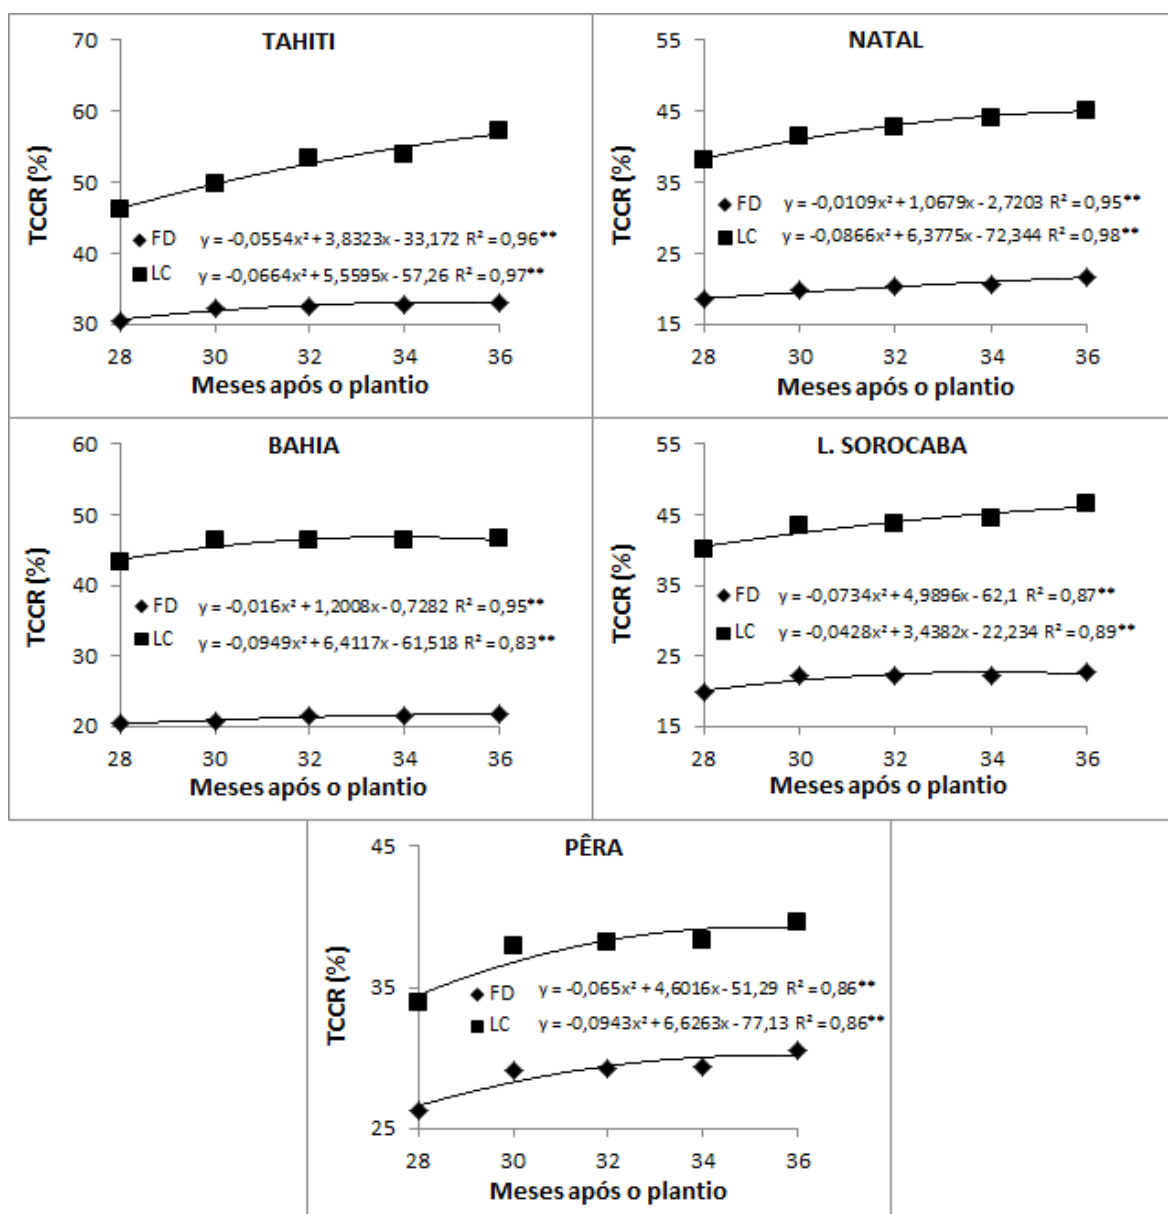 TAHITI
70
60
50
40
30
TCCR (%)
FD y = -0,0554x² + 3,8323x - 33,172 R² = 0,96**
LC y = -0,0664x² + 5,5595x - 57,26 R² = 0,97**
28 30 32 34 36
Meses após o plantio
NATAL
55
45
35
25
15
TCCR (%)
FD y = -0,0109x² + 1,0679x - 2,7203 R² = 0,95**
LC y = -0,0866x² + 6,3775x - 72,344 R² = 0,98**
28 30 32 34 36
Meses após o plantio
BAHIA
60
50
40
30
20
TCCR (%)
FD y = -0,016x² + 1,2008x - 0,7282 R² = 0,95**
LC y = -0,0949x² + 6,4117x - 61,518 R² = 0,83**
28 30 32 34 36
Meses após o plantio
L. SOROCABA
55
45
35
25
15
TCCR (%)
FD y = -0,0734x² + 4,9896x - 62,1 R² = 0,87**
LC y = -0,0428x² + 3,4382x - 22,234 R² = 0,89**
28 30 32 34 36
Meses após o plantio
PÊRA
45
35
25
TCCR (%)
FD y = -0,065x² + 4,6016x - 51,29 R² = 0,86**
LC y = -0,0943x² + 6,6263x - 77,13 R² = 0,86**
28 30 32 34 36
Meses após o plantio